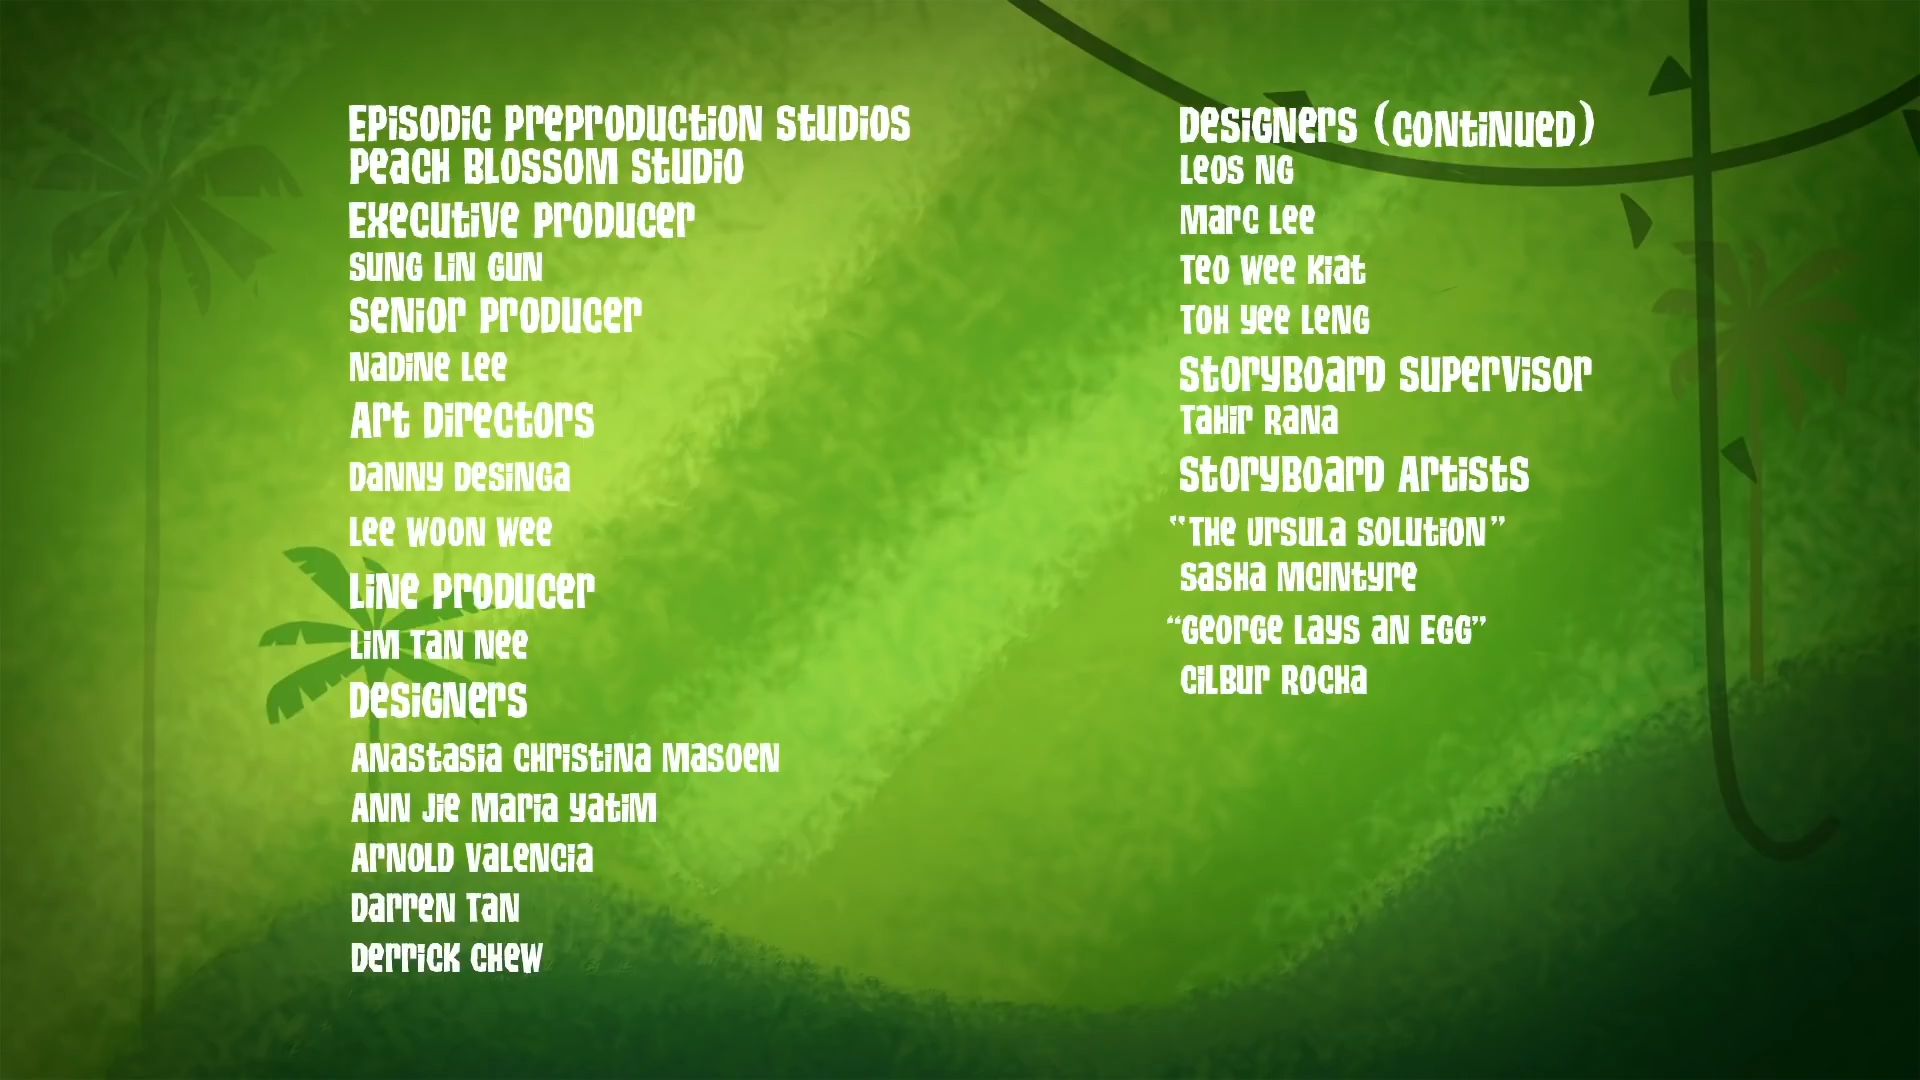 Episodic Preproduction Studios
Peach Blossom Studio
Executive Producer
Sung Lin Gun
Senior Producer
Nadine Lee
Art Directors
Danny Desinga
Lee Woon Wee
Line Producer
Lim Tan Nee
Designers
Anastasia Christina Masoen
Ann Jie Maria Yatim
Arnold Valencia
Darren Tan
Derrick Chew
Designers (Continued)
Leos Ng
Marc Lee
Teo Wee Kiat
Toh Yee Leng
Storyboard Supervisor
Tahir Rana
Storyboard Artists
"The Ursula Solution"
Sasha McIntyre
“George Lays an Egg”
Cilbur Rocha